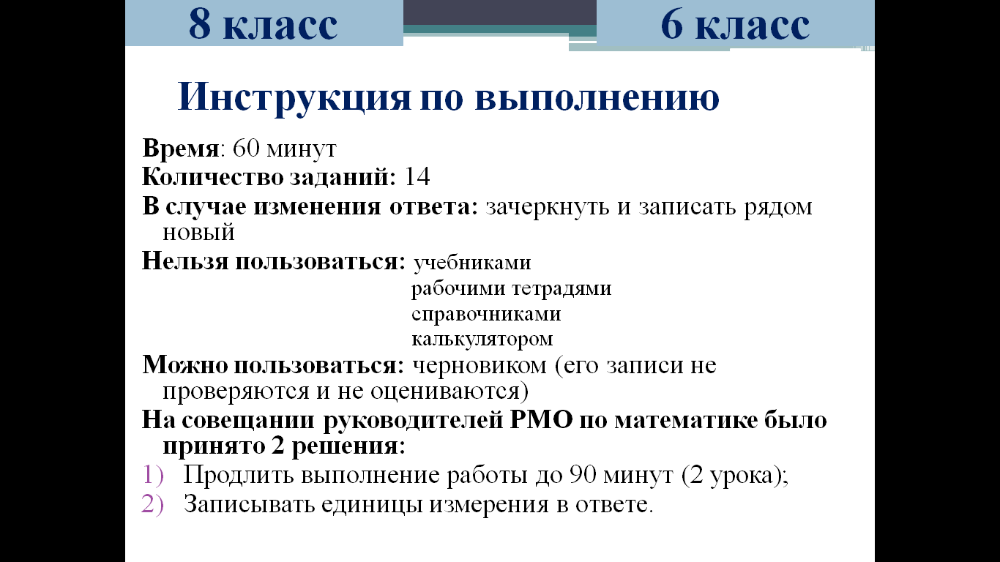 8 класс
6 класс
Инструкция по выполнению
Время: 60 минут
Количество заданий: 14
В случае изменения ответа: зачеркнуть и записать рядом
новый
Нельзя пользоваться: учебниками
рабочими тетрадями
справочниками
калькулятором
Можно пользоваться: черновиком (его записи не
проверяются и не оцениваются)
На совещании руководителей РМО по математике было
принято 2 решения:
1) Продлить выполнение работы до 90 минут (2 урока);
2) Записывать единицы измерения в ответе.